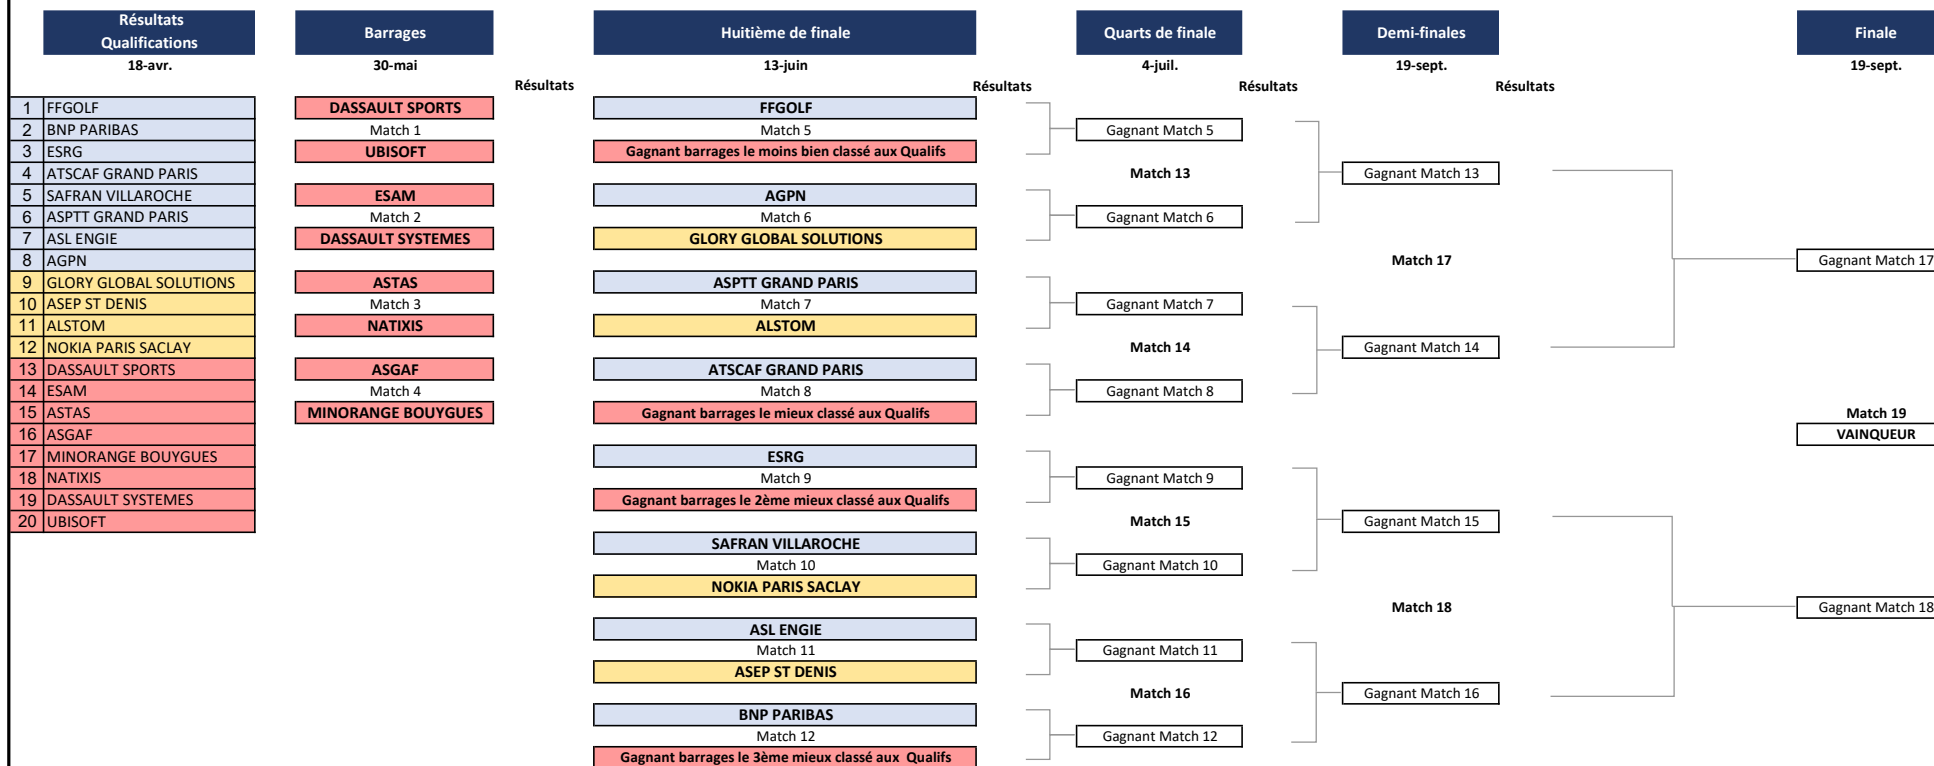 Résultats
Qualifications
18-avr.
1 FFGOLF
2 BNP PARIBAS
3 ESRG
4 ATSCAF GRAND PARIS
5 SAFRAN VILLAROCHE
6 ASPTT GRAND PARIS
7 ASL ENGIE
8 AGPN
9 GLORY GLOBAL SOLUTIONS
10 ASEP ST DENIS
11 ALSTOM
12 NOKIA PARIS SACLAY
13 DASSAULT SPORTS
14 ESAM
15 ASTAS
16 ASGAF
17 MINORANGE BOUYGUES
18 NATIXIS
19 DASSAULT SYSTEMES
20 UBISOFT
Barrages
30-mai
Résultats
DASSAULT SPORTS
Match 1
UBISOFT
ESAM
Match 2
DASSAULT SYSTEMES
ASTAS
Match 3
NATIXIS
ASGAF
Match 4
MINORANGE BOUYGUES
Huitième de finale
13-juin
Résultats
FFGOLF
Match 5
Gagnant barrages le moins bien classé aux Qualifs
AGPN
Match 6
GLORY GLOBAL SOLUTIONS
ASPTT GRAND PARIS
Match 7
ALSTOM
ATSCAF GRAND PARIS
Match 8
Gagnant barrages le mieux classé aux Qualifs
ESRG
Match 9
Gagnant barrages le 2ème mieux classé aux Qualifs
SAFRAN VILLAROCHE
Match 10
NOKIA PARIS SACLAY
ASL ENGIE
Match 11
ASEP ST DENIS
BNP PARIBAS
Match 12
Gagnant barrages le 3ème mieux classé aux Qualifs
Quarts de finale
4-juil.
Résultats
Gagnant Match 5
Match 13
Gagnant Match 6
Gagnant Match 7
Match 14
Gagnant Match 8
Gagnant Match 9
Match 15
Gagnant Match 10
Gagnant Match 11
Match 16
Gagnant Match 12
Demi-finales
19-sept.
Résultats
Gagnant Match 13
Match 17
Gagnant Match 14
Gagnant Match 15
Match 18
Gagnant Match 16
Finale
19-sept.
Gagnant Match 17
Match 19
VAINQUEUR
Gagnant Match 18